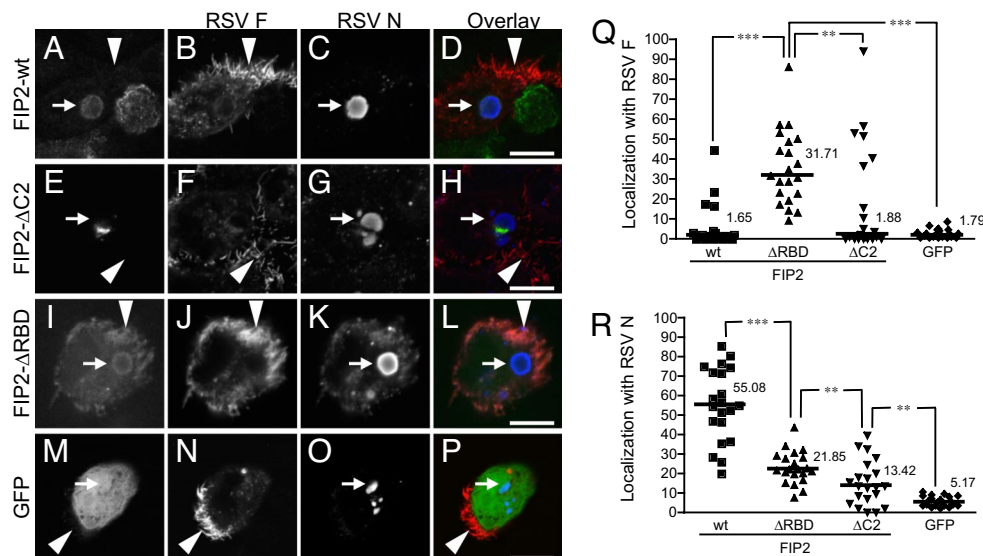 RSV F RSV N Overlay
FIP2-wt
A B C D
FIP2-ΔC2
E F G H
FIP2-ΔRBD
I J K L
GFP
M N O P
Q
Localization with RSV F
100
90
80
70
60
50
40
30
20
10
0
***
***
**
1.65
31.71
1.88
1.79
wt ΔRBD ΔC2 GFP
FIP2
R
Localization with RSV N
100
90
80
70
60
50
40
30
20
10
0
***
**
**
55.08
21.85
13.42
5.17
wt ΔRBD ΔC2 GFP
FIP2